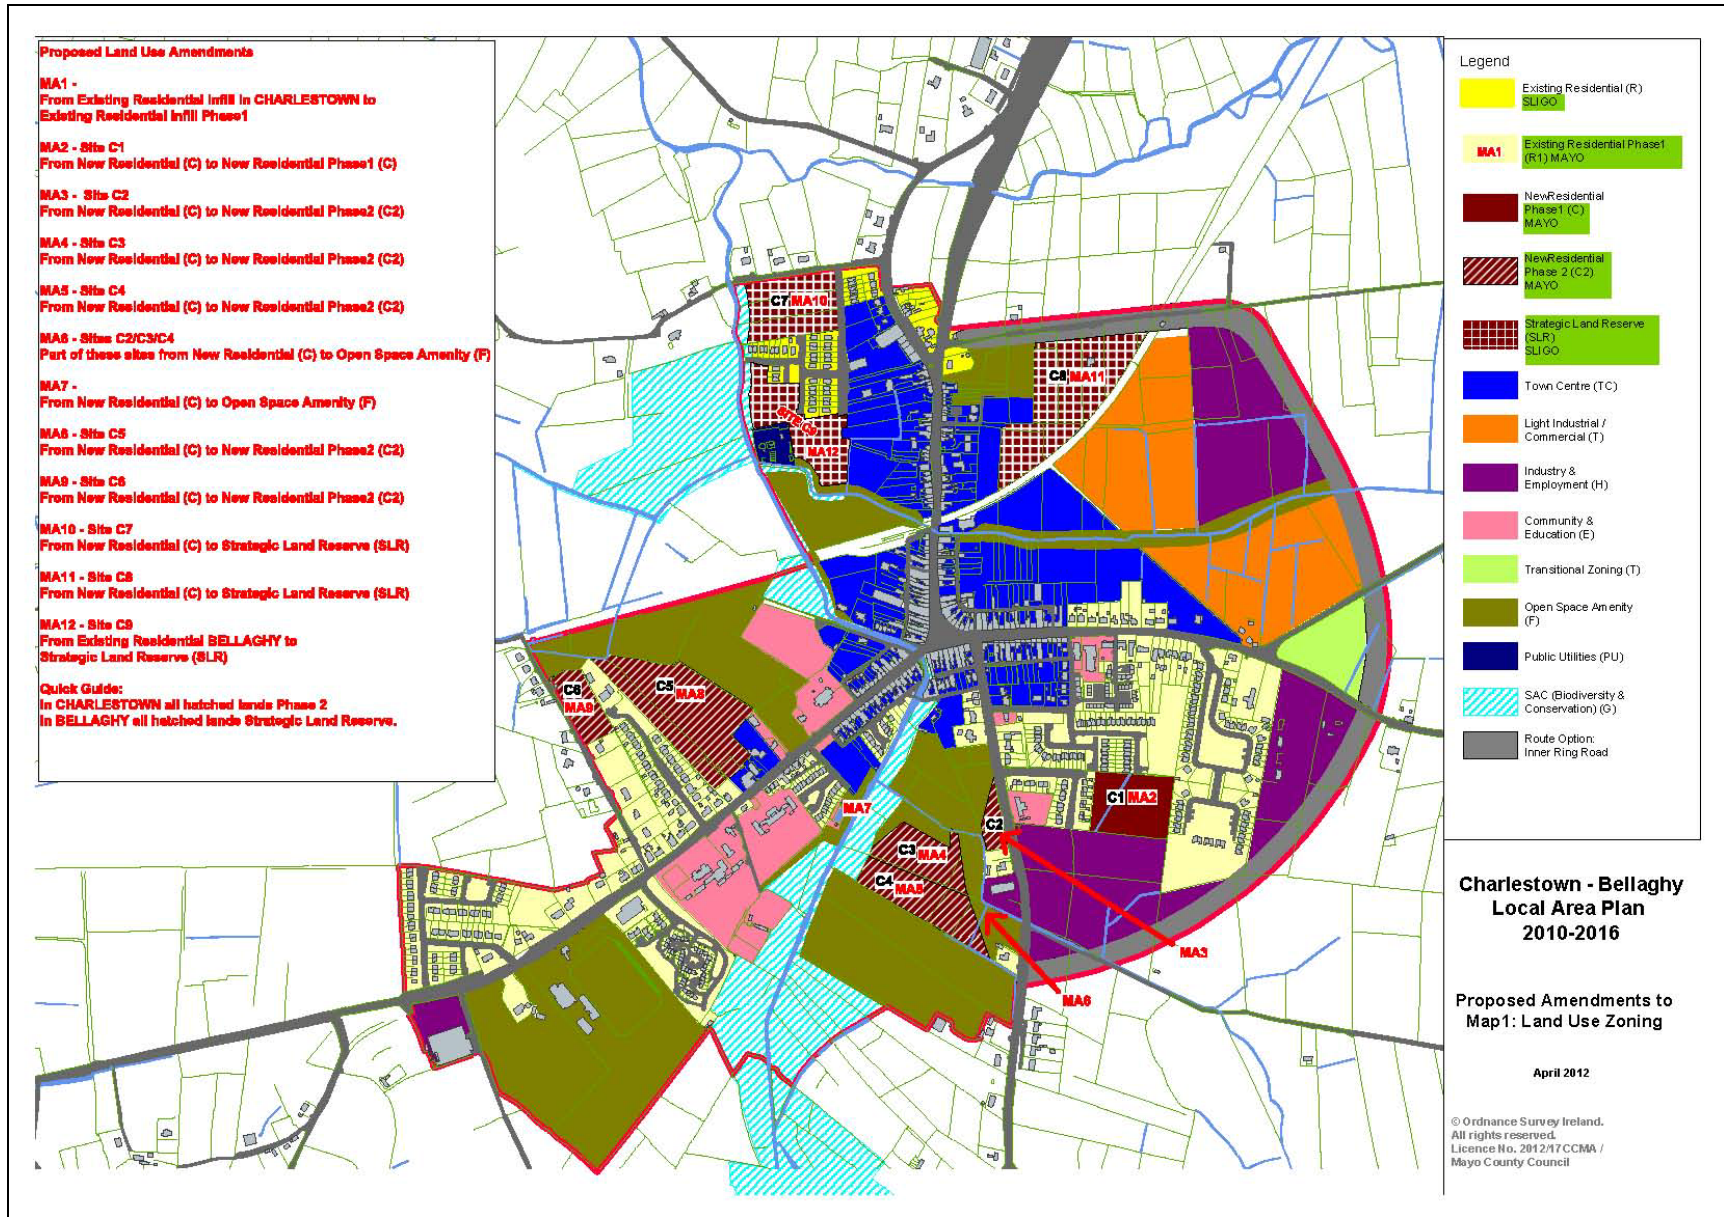 Proposed Land Use Amendments
MA1 -
From Existing Residential Infill in CHARLESTOWN to
Existing Residential Infill Phase1
MA2 - Site C1
From New Residential (C) to New Residential Phase1 (C)
MA3 - Site C2
From New Residential (C) to New Residential Phase2 (C2)
MA4 - Site C3
From New Residential (C) to New Residential Phase2 (C2)
MA5 - Site C4
From New Residential (C) to New Residential Phase2 (C2)
MA6 - Sites C2/C3/C4
Part of these sites from New Residential (C) to Open Space Amenity (F)
MA7 -
From New Residential (C) to Open Space Amenity (F)
MA8 - Site C5
From New Residential (C) to New Residential Phase2 (C2)
MA9 - Site C6
From New Residential (C) to New Residential Phase2 (C2)
MA10 - Site C7
From New Residential (C) to Strategic Land Reserve (SLR)
MA11 - Site C8
From New Residential (C) to Strategic Land Reserve (SLR)
MA12 - Site C9
From Existing Residential BELLAGHY to
Strategic Land Reserve (SLR)
Quick Guide:
In CHARLESTOWN all hatched lands Phase 2
In BELLAGHY all hatched lands Strategic Land Reserve.
C7 MA10
C8 MA11
SITE C9
MA12
C6
MA9
C5
MA8
MA7
C1 MA2
C2
C3
MA4
C4
MA5
MA3
MA6
Legend
Existing Residential (R)
SLIGO
MA1
Existing Residential Phase1
(R1) MAYO
NewResidential
Phase1 (C)
MAYO
NewResidential
Phase 2 (C2)
MAYO
Strategic Land Reserve
(SLR)
SLIGO
Town Centre (TC)
Light Industrial /
Commercial (T)
Industry &
Employment (H)
Community &
Education (E)
Transitional Zoning (T)
Open Space Amenity
(F)
Public Utilities (PU)
SAC (Biodiversity &
Conservation) (G)
Route Option:
Inner Ring Road
Charlestown - Bellaghy
Local Area Plan
2010-2016
Proposed Amendments to
Map1: Land Use Zoning
April 2012
© Ordnance Survey Ireland.
All rights reserved.
Licence No. 2012/17CCMA /
Mayo County Council